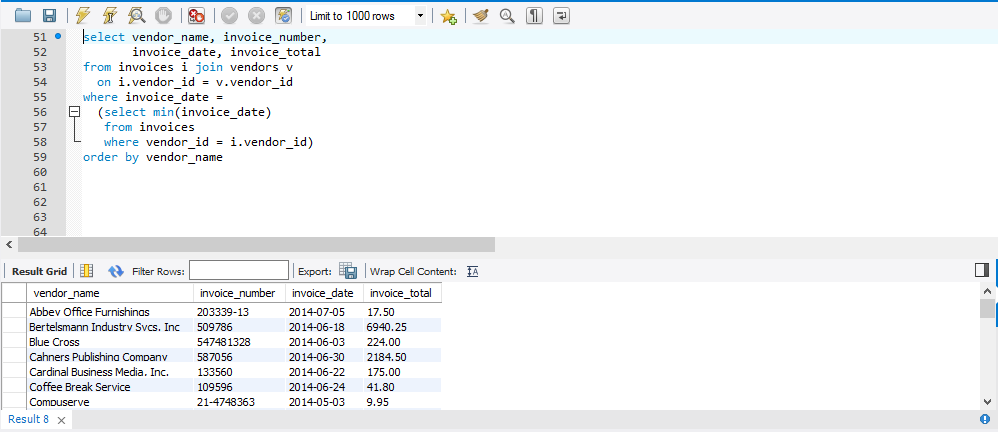 Limit to 1000 rows
51 select vendor_name, invoice_number,
52 invoice_date, invoice_total
53 from invoices i join vendors v
54 on i.vendor_id = v.vendor_id
55 where invoice_date =
56 (select min(invoice_date)
57 from invoices
58 where vendor_id = i.vendor_id)
59 order by vendor_name
60
61
62
63
64
Result Grid Filter Rows: Export: Wrap Cell Content:
vendor_name invoice_number invoice_date invoice_total
Abbey Office Furnishings 203339-13 2014-07-05 17.50
Bertelsmann Industry Svcs. Inc 509786 2014-06-18 6940.25
Blue Cross 547481328 2014-06-03 224.00
Cahners Publishing Company 587056 2014-06-30 2184.50
Cardinal Business Media, Inc. 133560 2014-06-22 175.00
Coffee Break Service 109596 2014-06-24 41.80
Compuserve 21-4748363 2014-05-03 9.95
Result 8